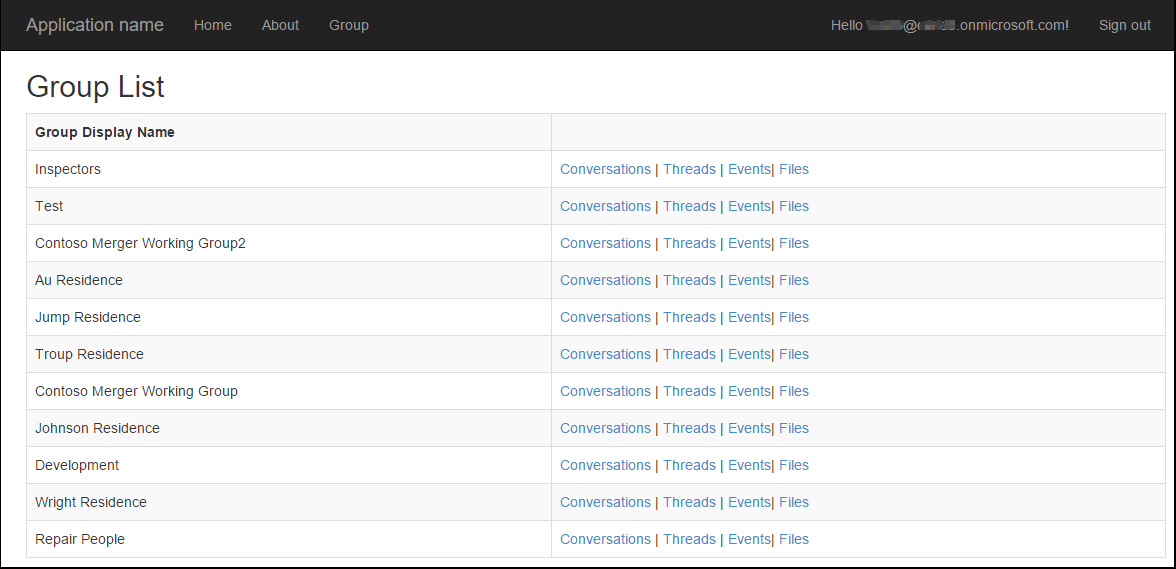 Application name Home About Group Hello @ .onmicrosoft.com! Sign out
Group List
Group Display Name
Inspectors Conversations | Threads | Events| Files
Test Conversations | Threads | Events| Files
Contoso Merger Working Group2 Conversations | Threads | Events| Files
Au Residence Conversations | Threads | Events| Files
Jump Residence Conversations | Threads | Events| Files
Troup Residence Conversations | Threads | Events| Files
Contoso Merger Working Group Conversations | Threads | Events| Files
Johnson Residence Conversations | Threads | Events| Files
Development Conversations | Threads | Events| Files
Wright Residence Conversations | Threads | Events| Files
Repair People Conversations | Threads | Events| Files